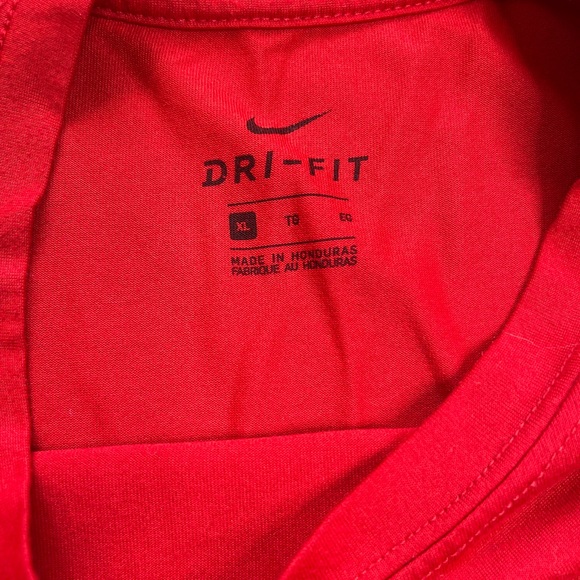 DRI-FIT
XL TG EG
MADE IN HONDURAS
FABRIQUE AU HONDURAS